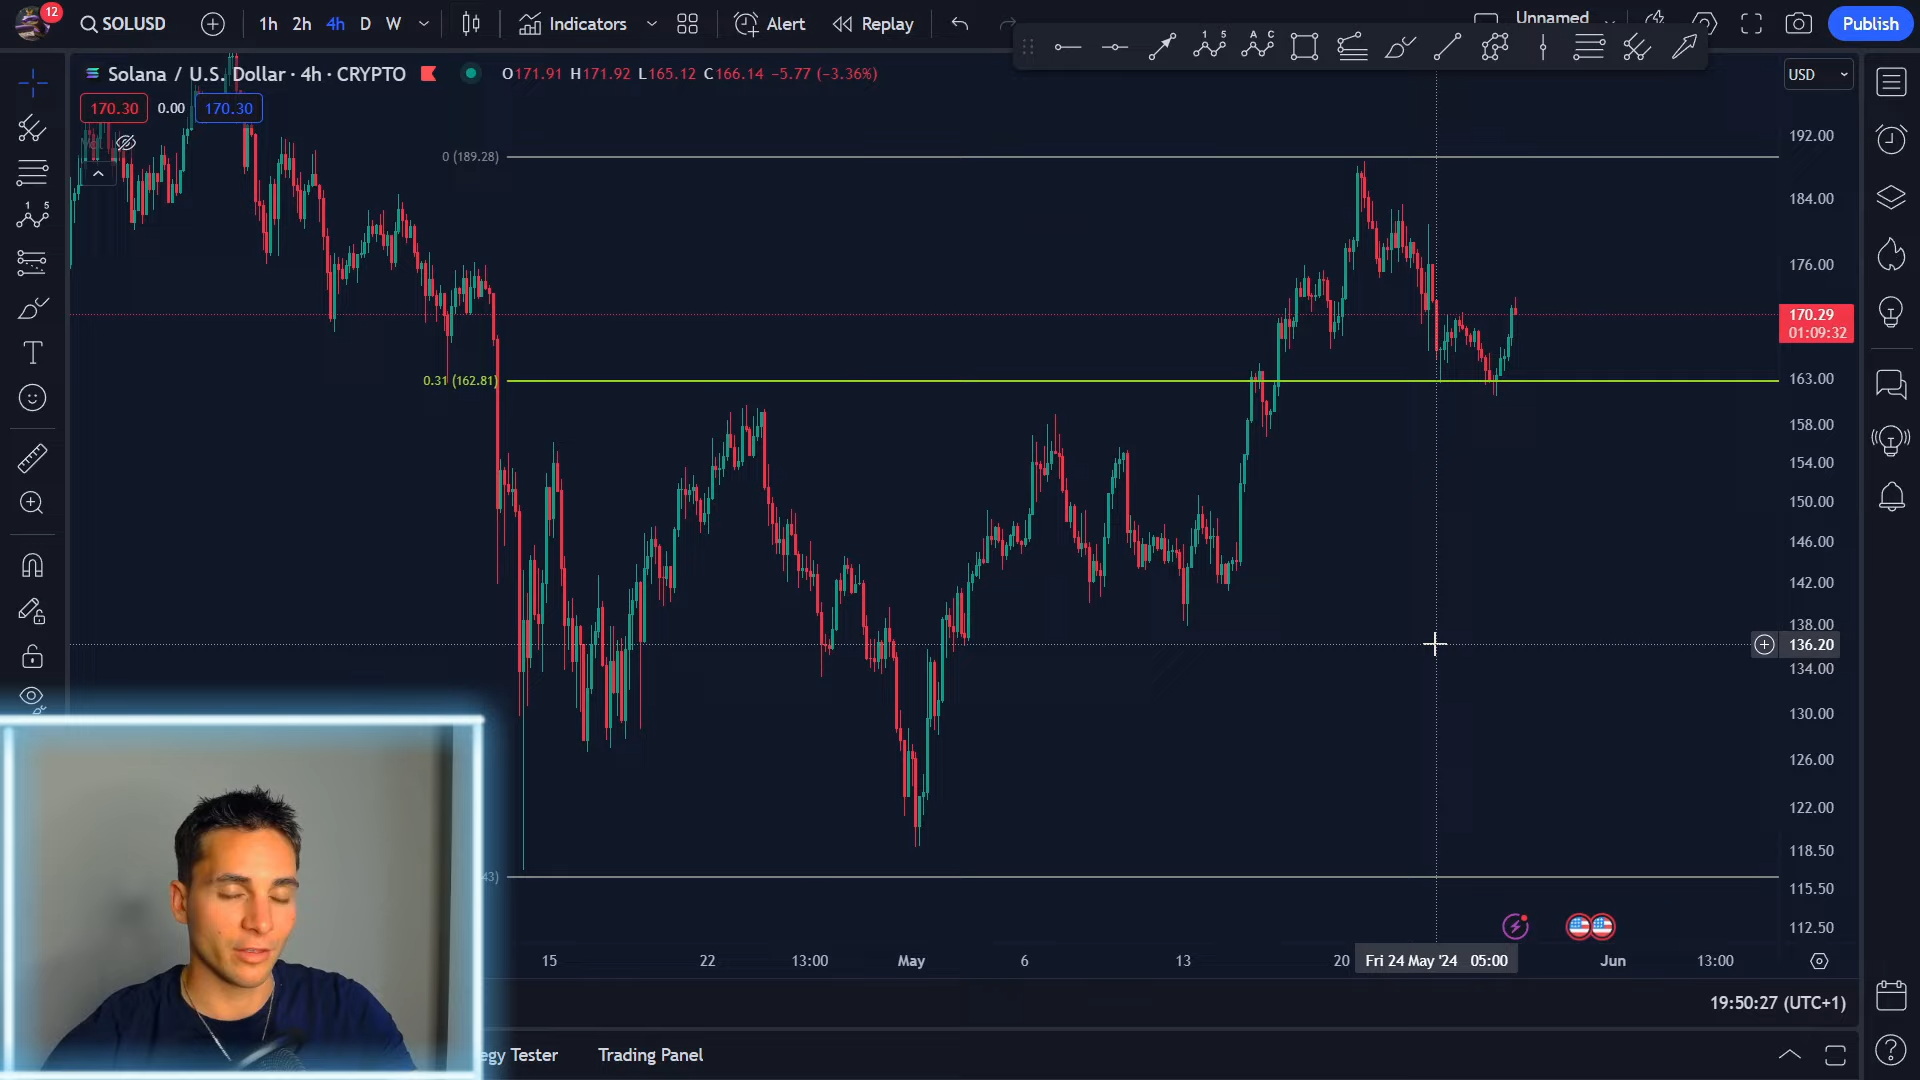 12
SOLUSD
1h 2h 4h D W
Indicators
Alert
Replay
Unnamed
Publish
Solana / U.S. Dollar · 4h · CRYPTO
O171.91 H171.92 L165.12 C166.14 −5.77 (−3.36%)
USD
170.30 0.00 170.30
0 (189.28)
0.31 (162.81)
43)
192.00
184.00
176.00
170.29
01:09:32
163.00
158.00
154.00
150.00
146.00
142.00
138.00
136.20
134.00
130.00
126.00
122.00
118.50
115.50
112.50
15 22 13:00 May 6 13 20 Fri 24 May '24 05:00 Jun 13:00
19:50:27 (UTC+1)
egy Tester
Trading Panel